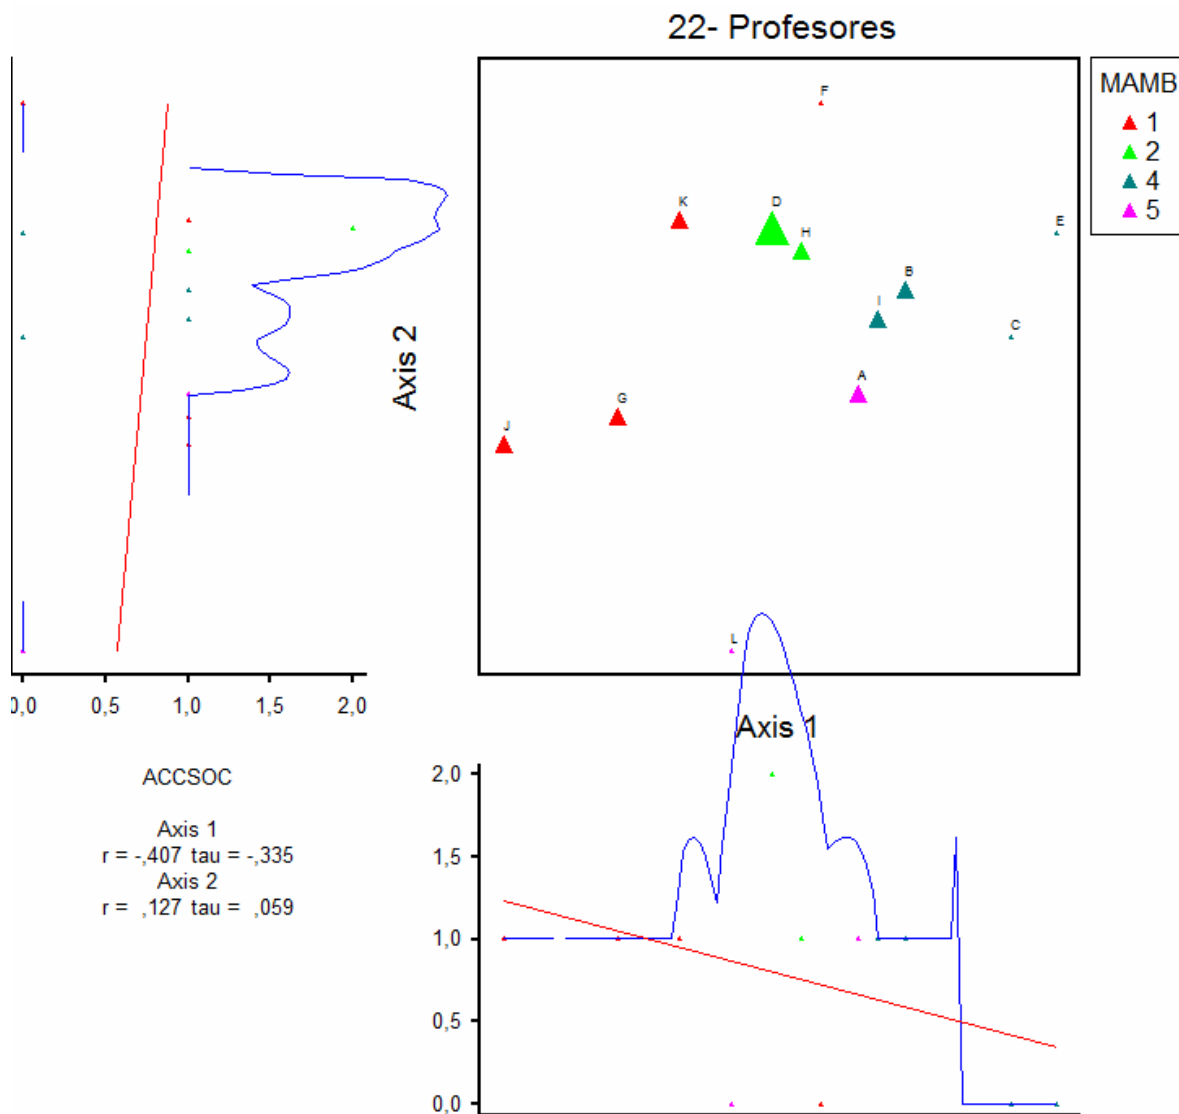 22- Profesores
MAMB
1
2
4
5
F
K
D
H
E
B
I
C
A
G
J
L
Axis 2
0,0 0,5 1,0 1,5 2,0
Axis 1
ACCSOC
Axis 1
r = -,407 tau = -,335
Axis 2
r = ,127 tau = ,059
2,0
1,5
1,0
0,5
0,0